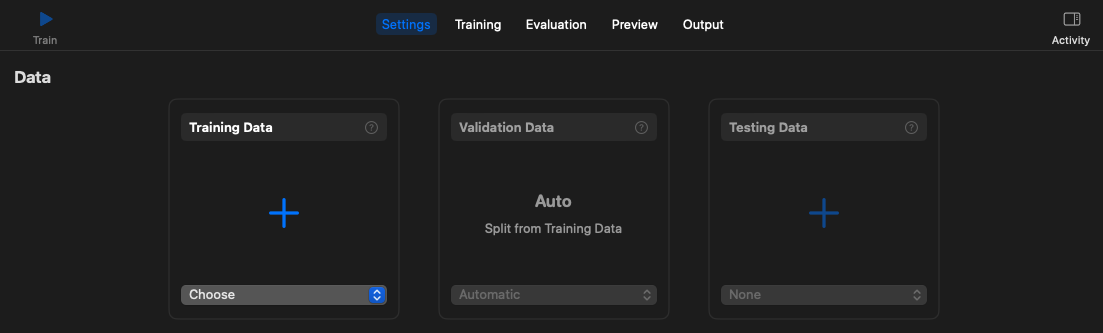 Settings Training Evaluation Preview Output
Train
Activity
Data
Training Data
Choose
Validation Data
Auto
Split from Training Data
Automatic
Testing Data
None